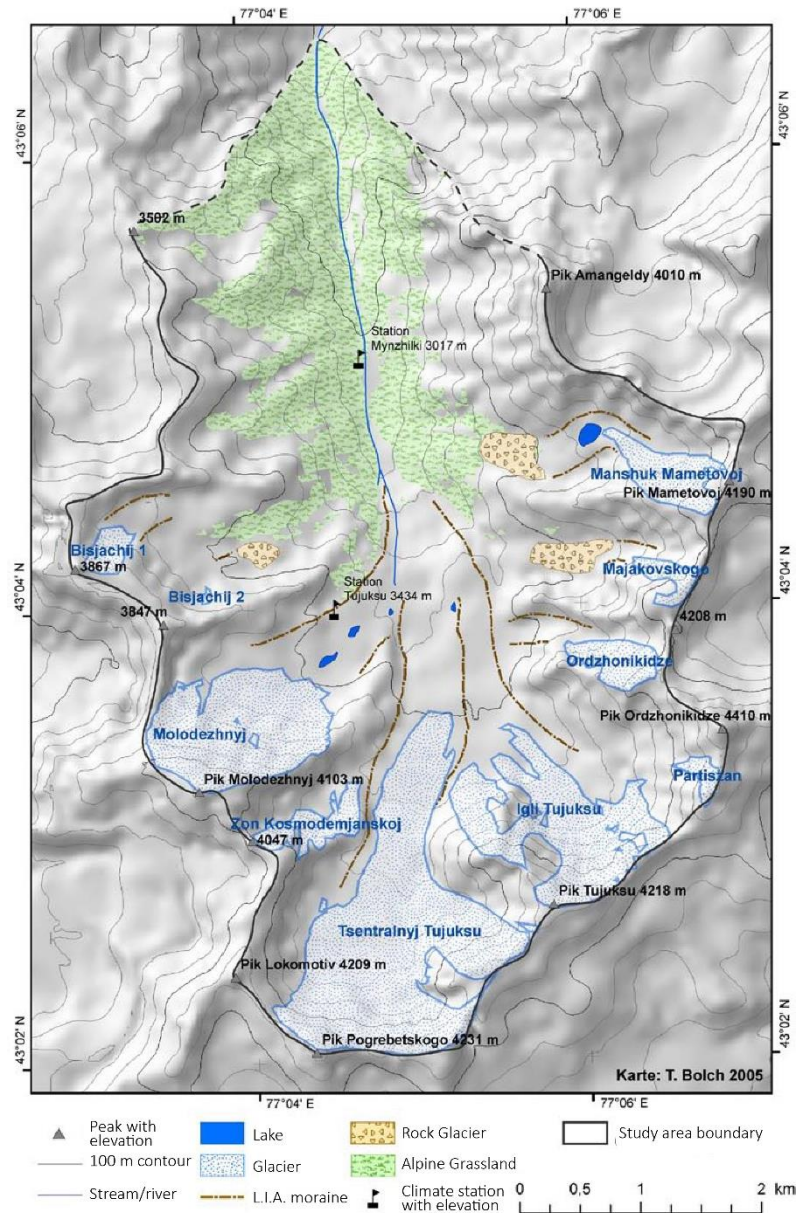 77°04' E
77°06' E
43°06' N
43°06' N
3502 m
Pik Amangeldy 4010 m
Station
Mynzhilki 3017 m
Manshuk Mametovoj
Pik Mametovoj 4190 m
Bisjachij 1
3867 m
Majakovskogo
Station
Tujuksu 3434 m
Bisjachij 2
43°04' N
43°04' N
3847 m
4208 m
Ordzhonikidze
Pik Ordzhonikidze 4410 m
Molodezhnyj
Partiszan
Pik Molodezhnyj 4103 m
Igli Tujuksu
Zon Kosmodemjanskoj
4047 m
Pik Tujuksu 4218 m
Tsentralnyj Tujuksu
Pik Lokomotiv 4209 m
43°02' N
43°02' N
Pik Pogrebetskogo 4231 m
Karte: T. Bolch 2005
77°04' E
77°06' E
Peak with
elevation
Lake
Rock Glacier
Study area boundary
100 m contour
Glacier
Alpine Grassland
Stream/river
L.I.A. moraine
Climate station
with elevation
0 0,5 1 2 km